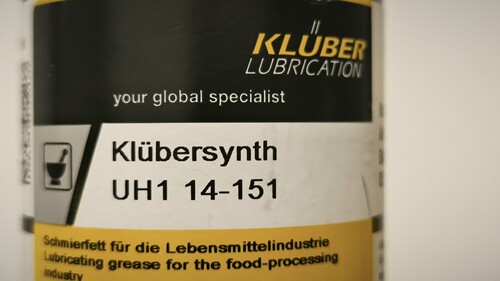 KLÜBER
LUBRICATION
your global specialist
Klübersynth
UH1 14-151
Schmierfett für die Lebensmittelindustrie
Lubricating grease for the food-processing
industry